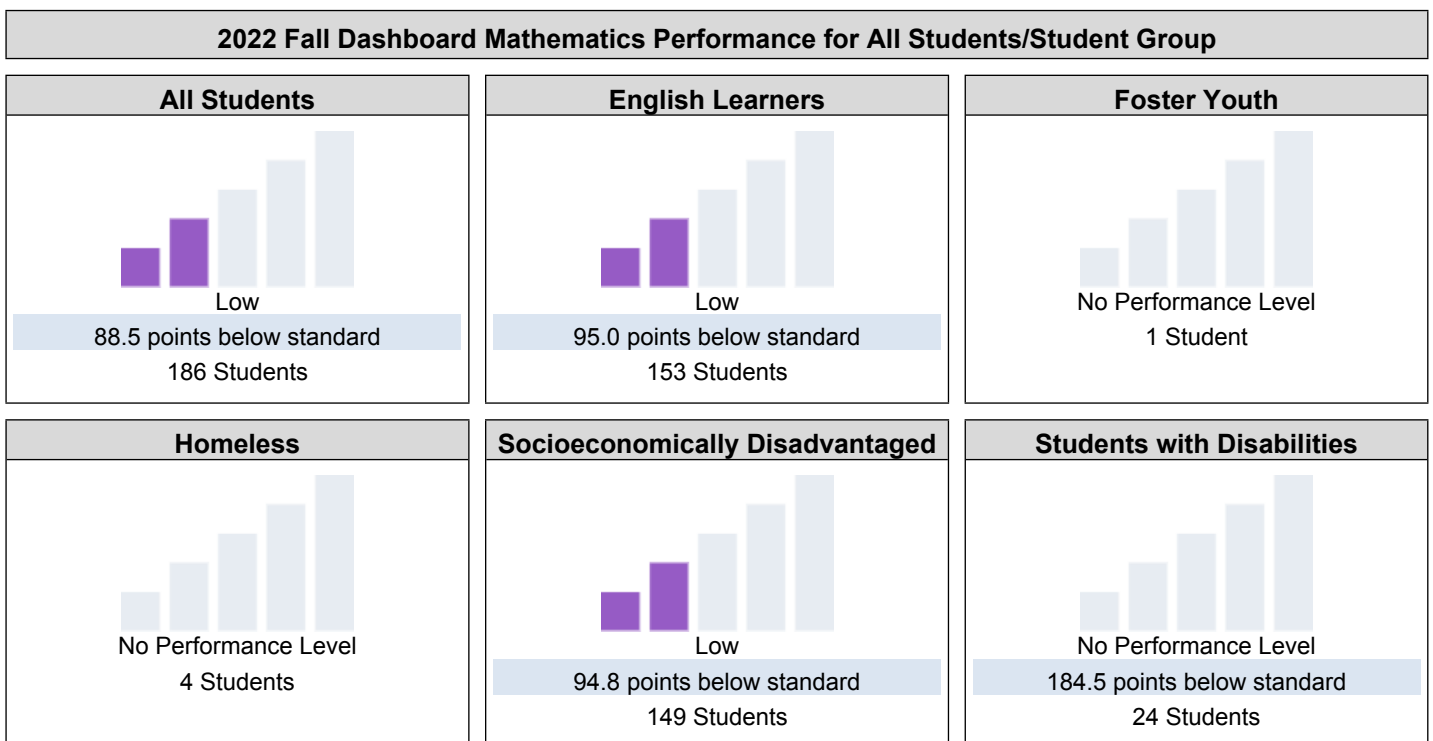 2022 Fall Dashboard Mathematics Performance for All Students/Student Group
All Students
Low
88.5 points below standard
186 Students
English Learners
Low
95.0 points below standard
153 Students
Foster Youth
No Performance Level
1 Student
Homeless
No Performance Level
4 Students
Socioeconomically Disadvantaged
Low
94.8 points below standard
149 Students
Students with Disabilities
No Performance Level
184.5 points below standard
24 Students